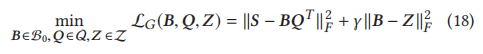 min B∈𝓑₀,Q∈𝒬,Z∈𝒵 𝓛_G(B, Q, Z) = ‖S − BQ^T‖²_F + γ‖B − Z‖²_F (18)